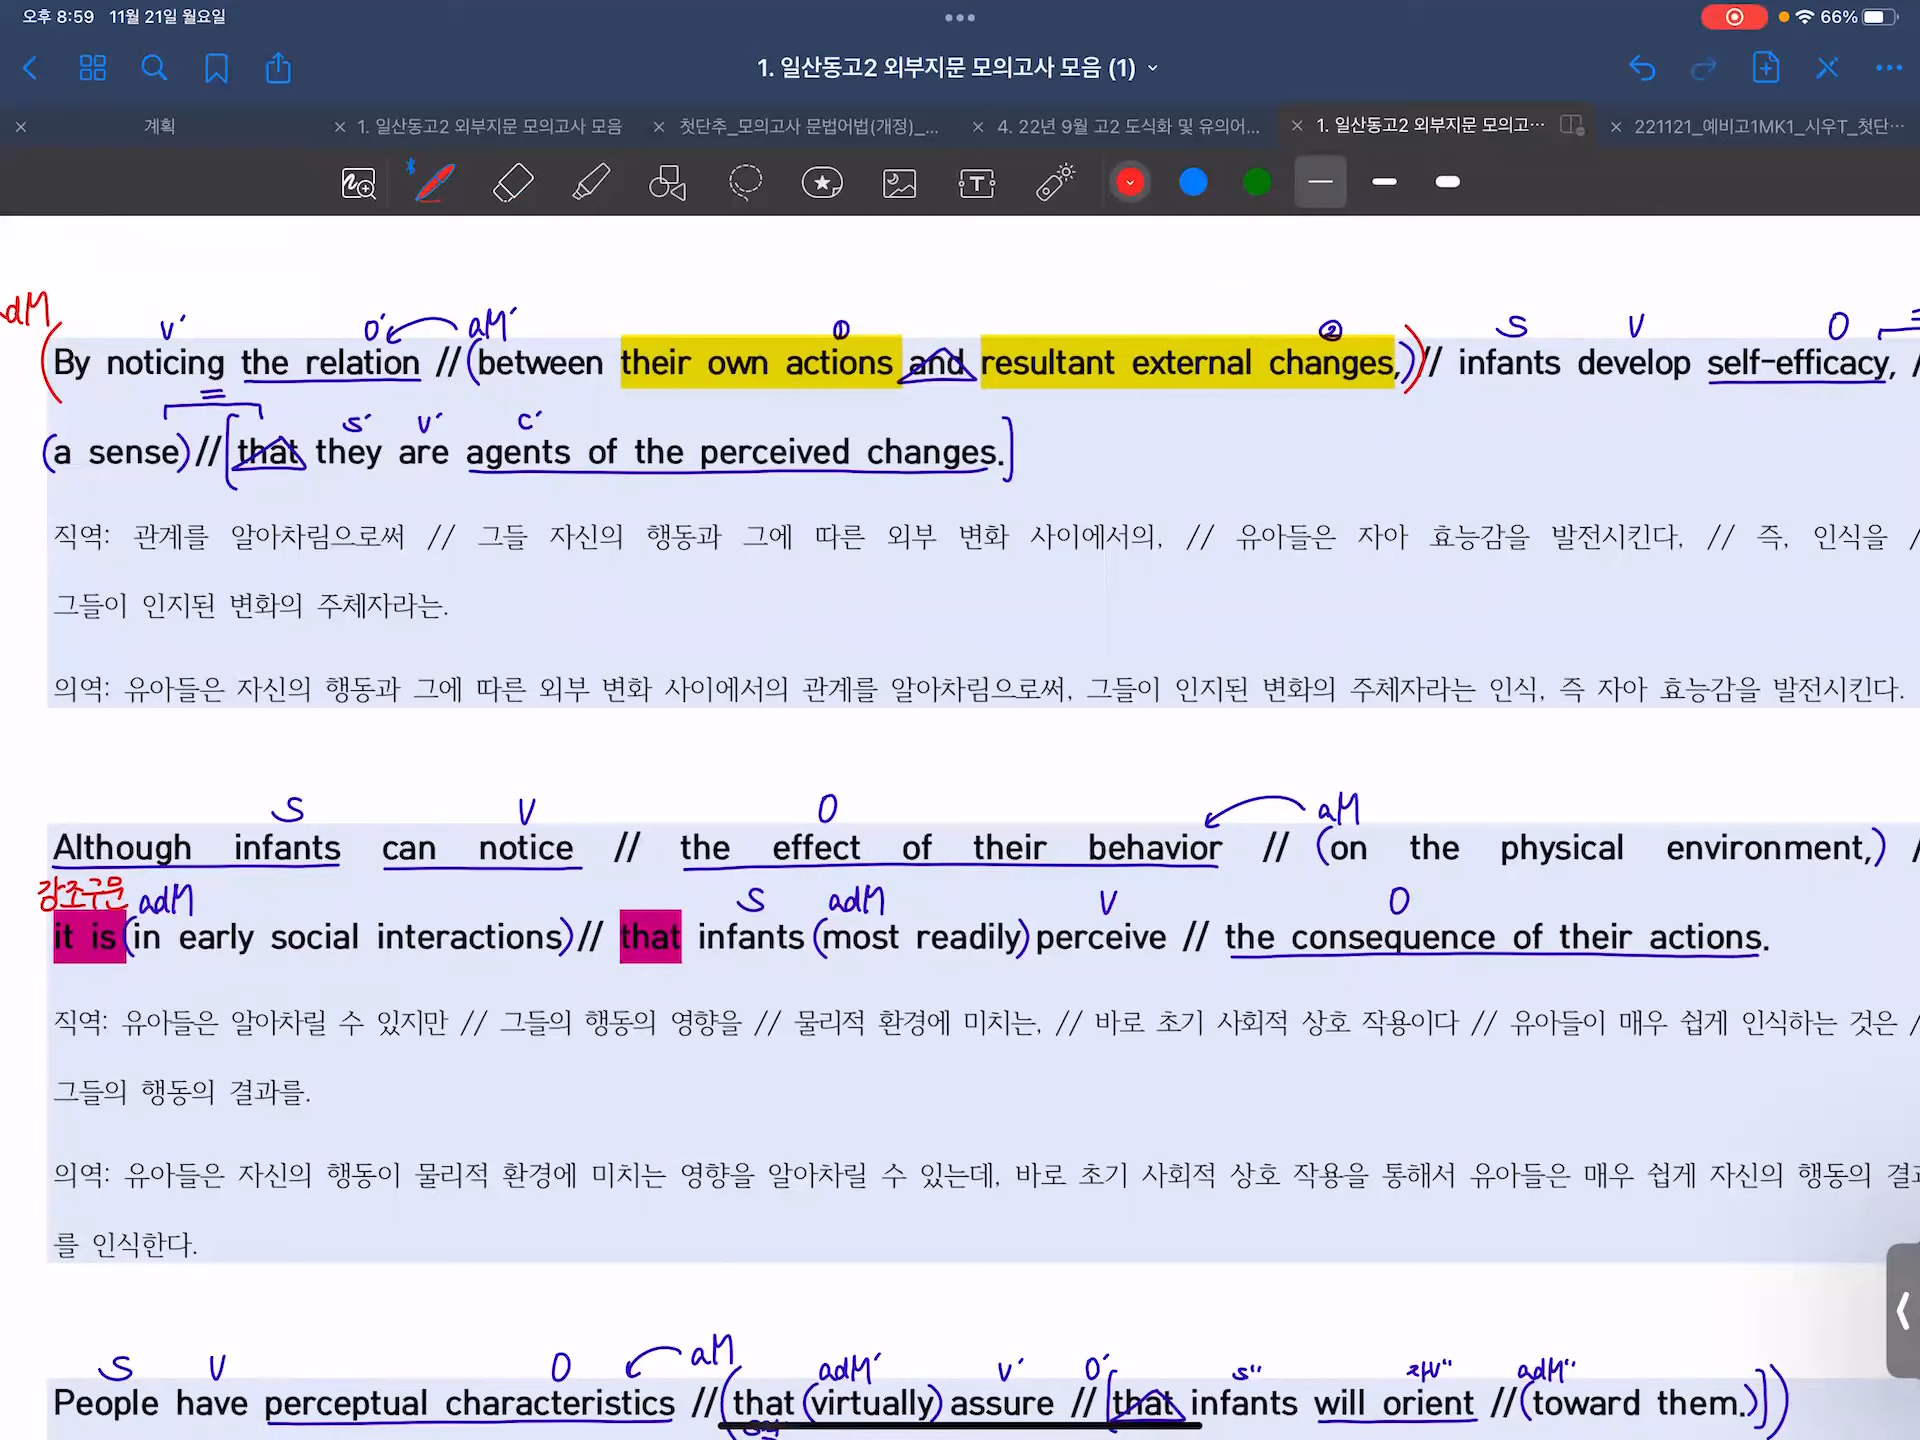 오후 8:59 11월 21일 월요일
66%
1. 일산동고2 외부지문 모의고사 모음 (1)
계획
1. 일산동고2 외부지문 모의고사 모음
첫단추_모의고사 문법어법(개정)_...
4. 22년 9월 고2 도식화 및 유의어...
1. 일산동고2 외부지문 모의고...
221121_예비고1MK1_시우T_첫단...
dM
V' O' aM' ① ② S V O =
(By noticing the relation // (between their own actions and resultant external changes,)) // infants develop self-efficacy, /
= S' V' C'
(a sense) // [that they are agents of the perceived changes.]
직역: 관계를 알아차림으로써 // 그들 자신의 행동과 그에 따른 외부 변화 사이에서의, // 유아들은 자아 효능감을 발전시킨다, // 즉, 인식을 /
그들이 인지된 변화의 주체자라는.
의역: 유아들은 자신의 행동과 그에 따른 외부 변화 사이에서의 관계를 알아차림으로써, 그들이 인지된 변화의 주체자라는 인식, 즉 자아 효능감을 발전시킨다.
S V O aM
Although infants can notice // the effect of their behavior // (on the physical environment,) /
강조구문 adM S adM V O
it is (in early social interactions) // that infants (most readily) perceive // the consequence of their actions.
직역: 유아들은 알아차릴 수 있지만 // 그들의 행동의 영향을 // 물리적 환경에 미치는, // 바로 초기 사회적 상호 작용이다 // 유아들이 매우 쉽게 인식하는 것은 /
그들의 행동의 결과를.
의역: 유아들은 자신의 행동이 물리적 환경에 미치는 영향을 알아차릴 수 있는데, 바로 초기 사회적 상호 작용을 통해서 유아들은 매우 쉽게 자신의 행동의 결과
를 인식한다.
S V O aM adM' V' O' S" adM"
People have perceptual characteristics // (that (virtually) assure // [that infants will orient // (toward them.)])